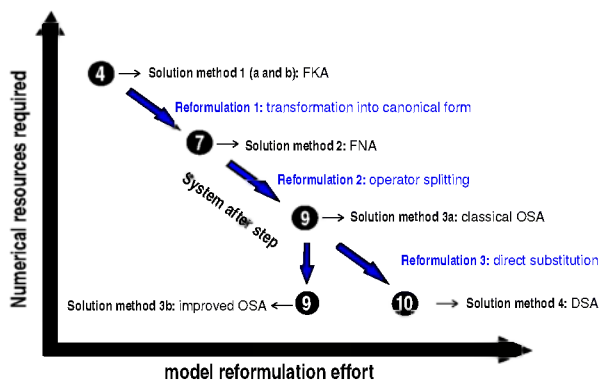 Numerical resources required
4
Solution method 1 (a and b): FKA
Reformulation 1: transformation into canonical form
7
Solution method 2: FNA
Reformulation 2: operator splitting
System after step
9
Solution method 3a: classical OSA
Reformulation 3: direct substitution
Solution method 3b: improved OSA
9
10
Solution method 4: DSA
model reformulation effort